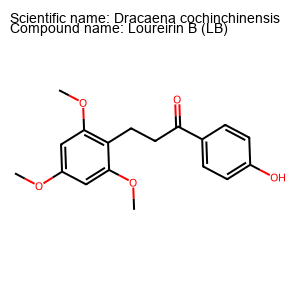 Scientific name: Dracaena cochinchinensis
Compound name: Loureirin B (LB)
O
O
O
O
OH